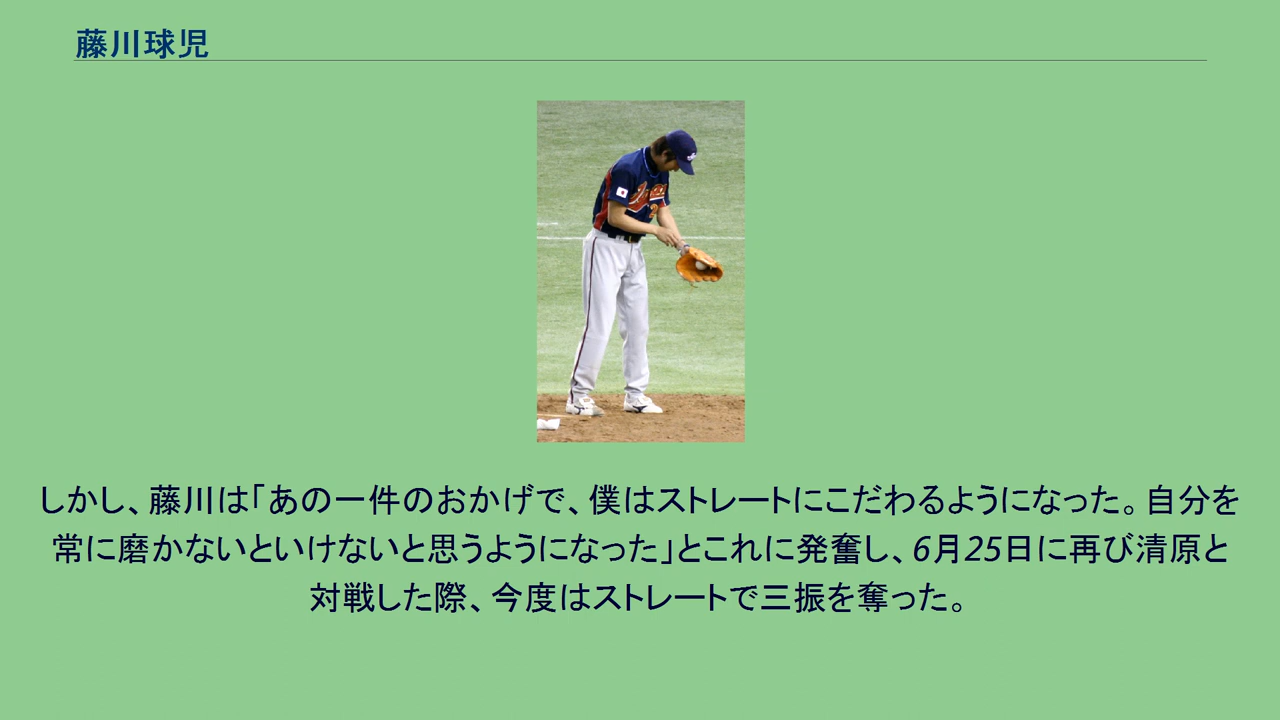 藤川球児
しかし、藤川は「あの一件のおかげで、僕はストレートにこだわるようになった。自分を
常に磨かないといけないと思うようになった」とこれに発奮し、6月25日に再び清原と
対戦した際、今度はストレートで三振を奪った。